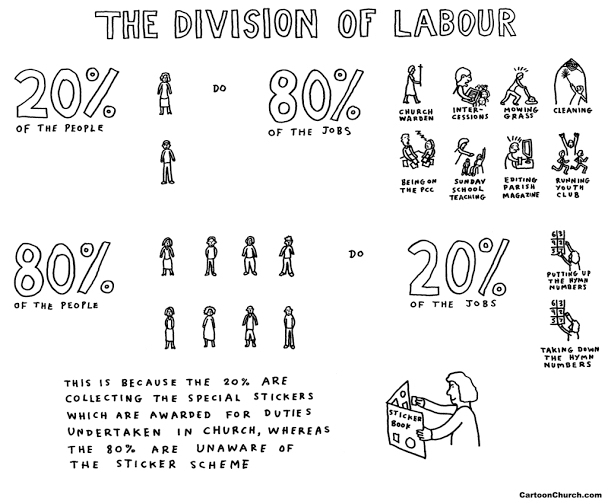 THE DIVISION OF LABOUR
20%
OF THE PEOPLE
DO
80%
OF THE JOBS
CHURCH
WARDEN
INTER-
CESSIONS
MOWING
GRASS
CLEANING
BEING ON
THE PCC
SUNDAY
SCHOOL
TEACHING
EDITING
PARISH
MAGAZINE
RUNNING
YOUTH
CLUB
80%
OF THE PEOPLE
DO
20%
OF THE JOBS
PUTTING UP
THE HYMN
NUMBERS
TAKING DOWN
THE HYMN
NUMBERS
THIS IS BECAUSE THE 20% ARE
COLLECTING THE SPECIAL STICKERS
WHICH ARE AWARDED FOR DUTIES
UNDERTAKEN IN CHURCH, WHEREAS
THE 80% ARE UNAWARE OF
THE STICKER SCHEME
STICKER
BOOK
CartoonChurch.com